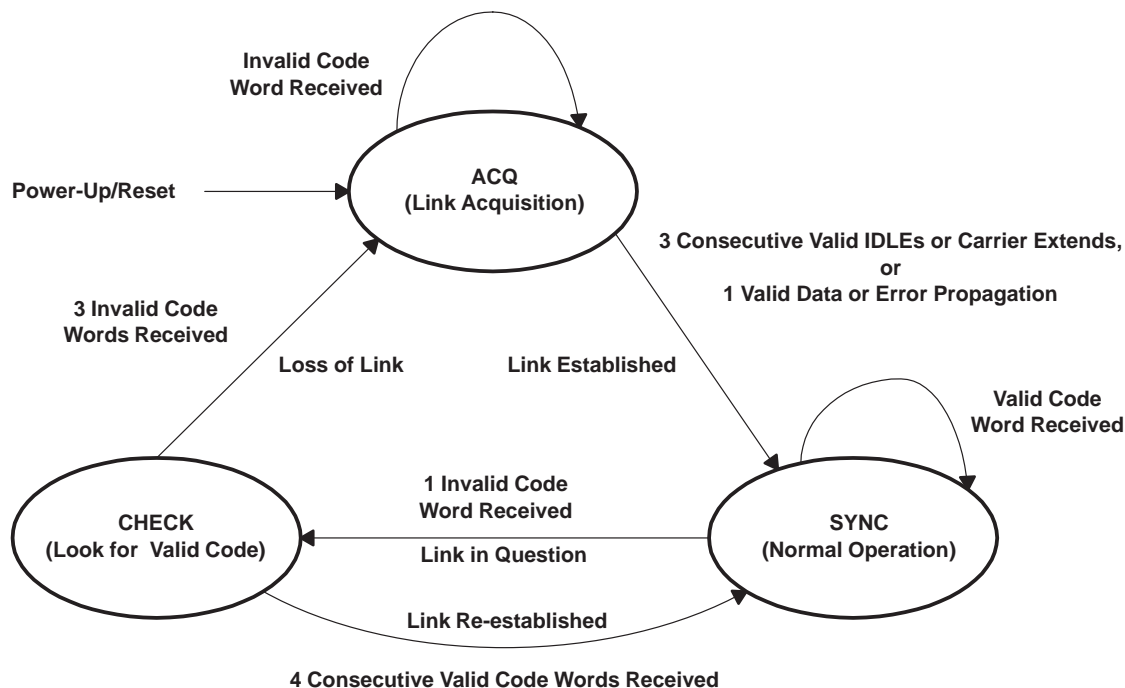 Invalid Code
Word Received
ACQ
(Link Acquisition)
Power-Up/Reset
3 Consecutive Valid IDLEs or Carrier Extends,
or
1 Valid Data or Error Propagation
3 Invalid Code
Words Received
Loss of Link
Link Established
Valid Code
Word Received
1 Invalid Code
Word Received
CHECK
(Look for Valid Code)
SYNC
(Normal Operation)
Link in Question
Link Re-established
4 Consecutive Valid Code Words Received